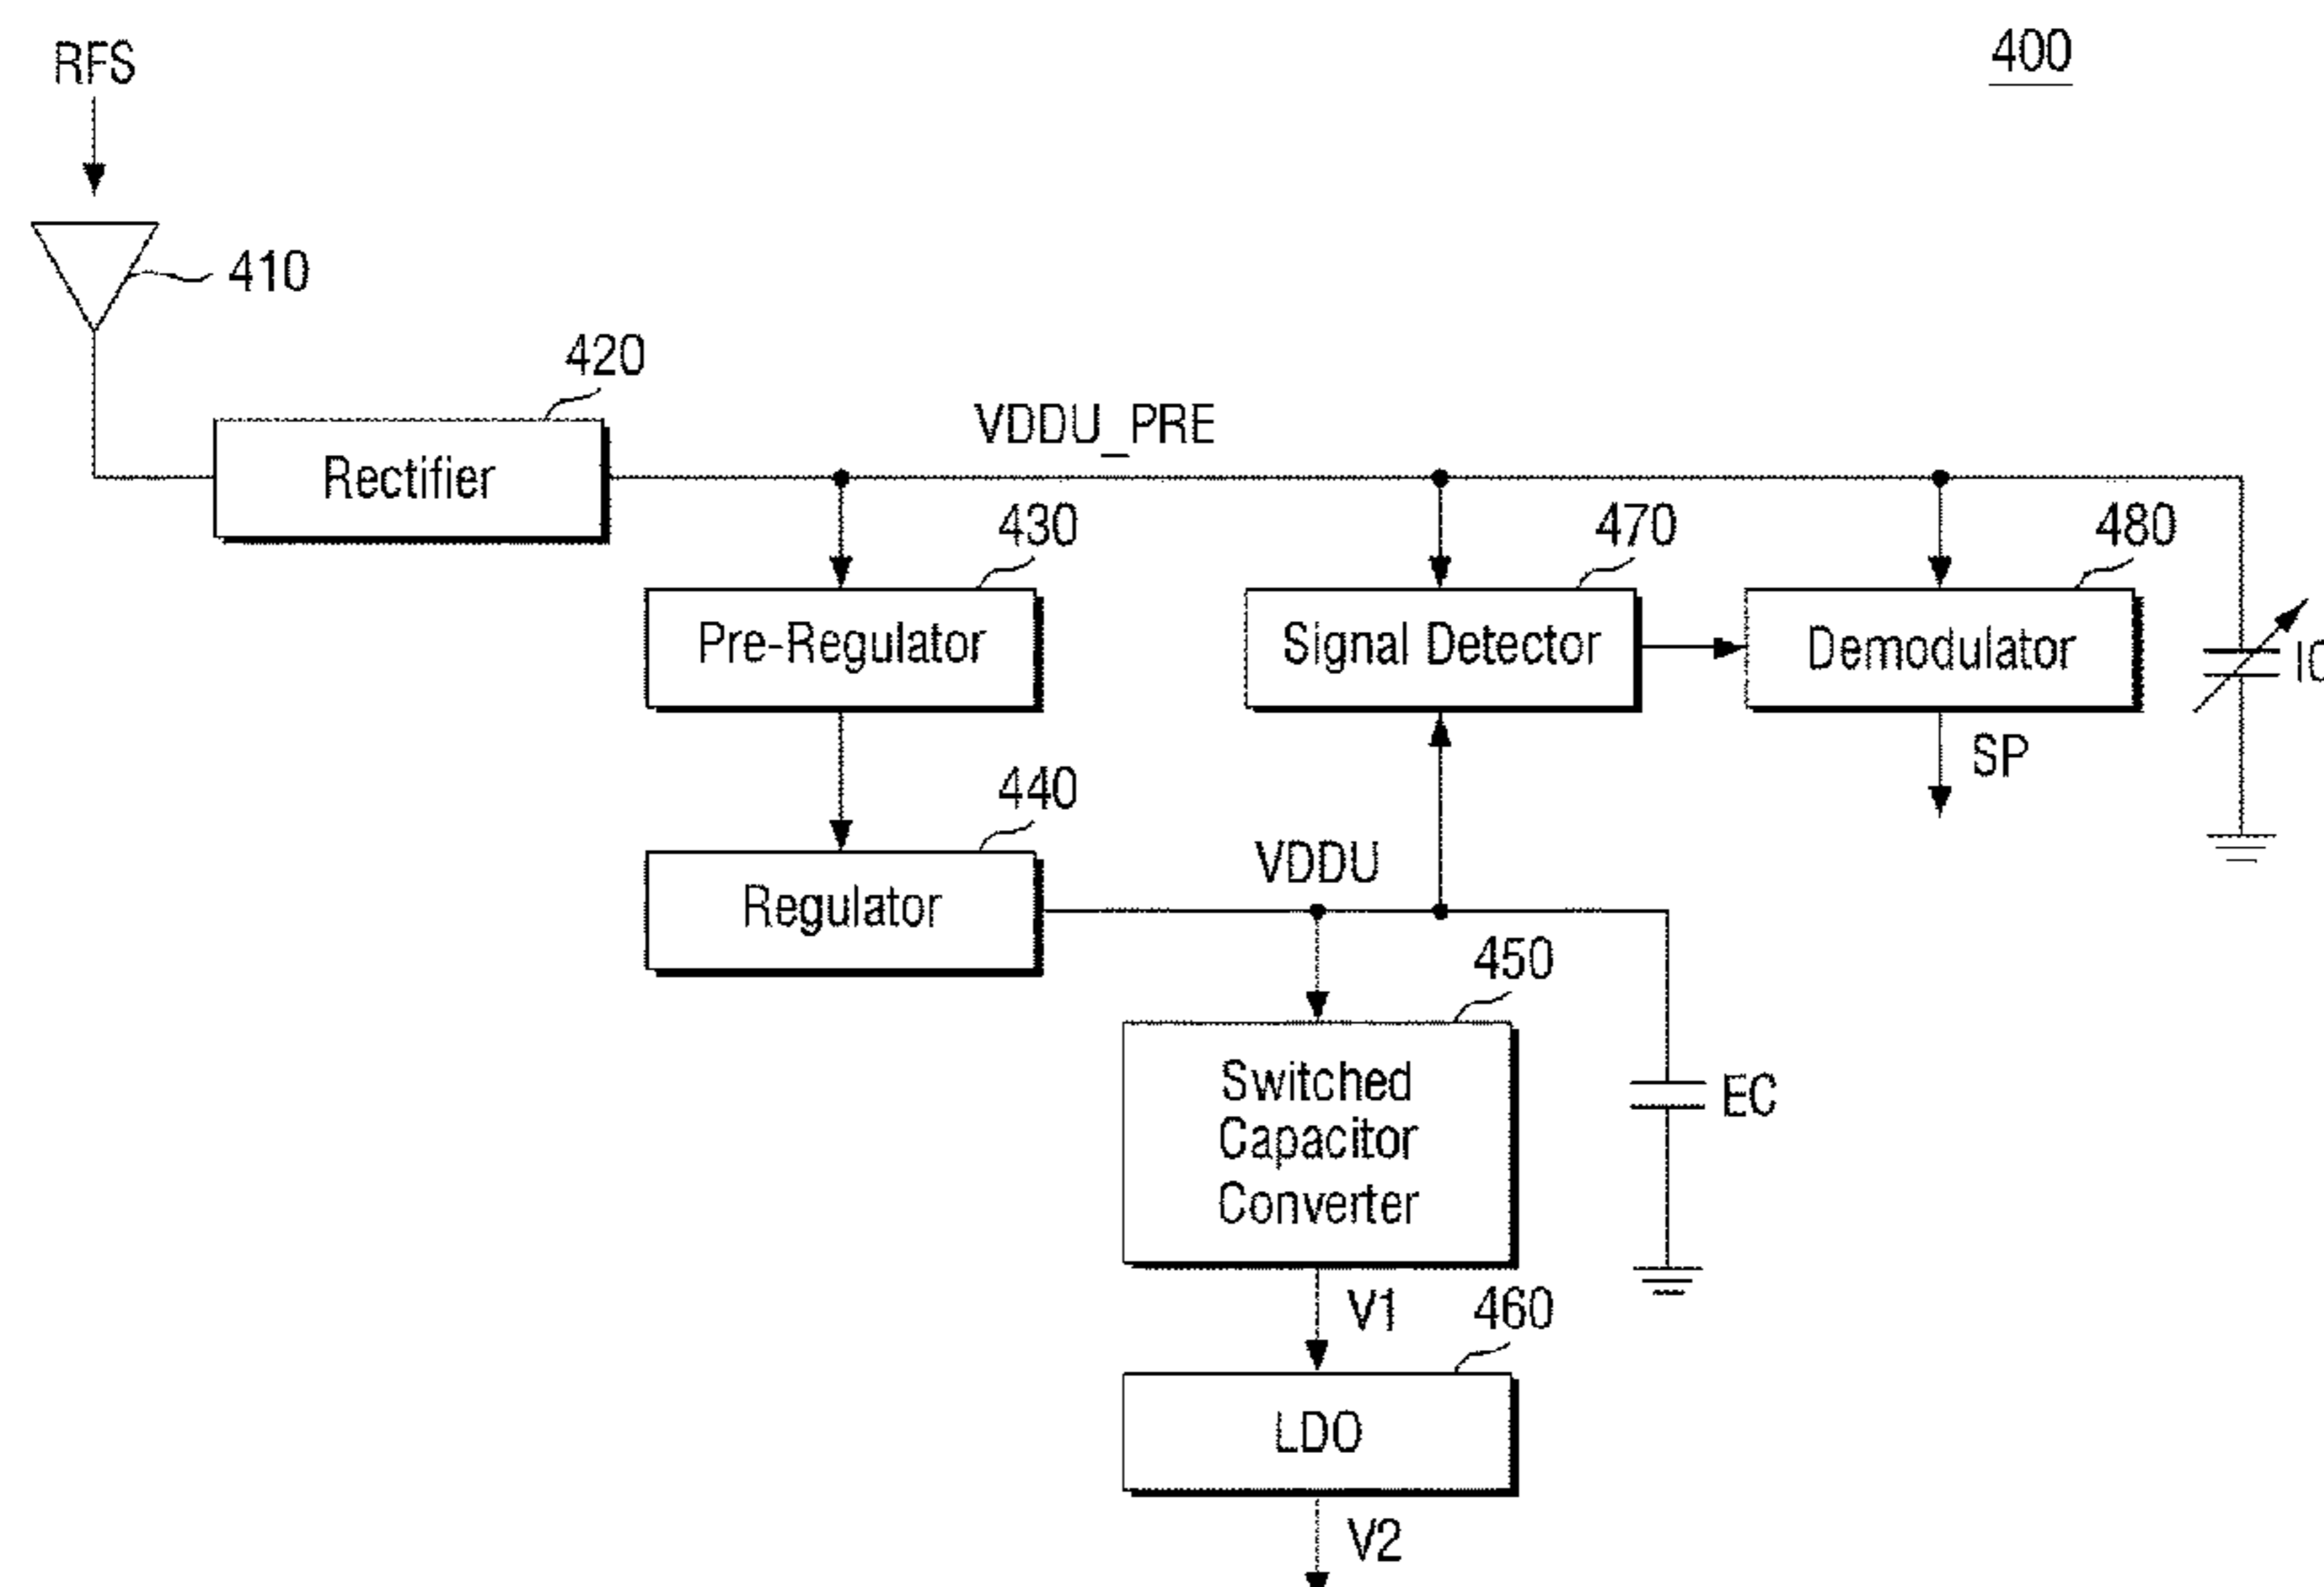 400
RFS
410
420
Rectifier
VDDU_PRE
430
470
480
Pre-Regulator
Signal Detector
Demodulator
SP
440
Regulator
VDDU
450
Switched
Capacitor
Converter
EC
V1
460
LDO
V2